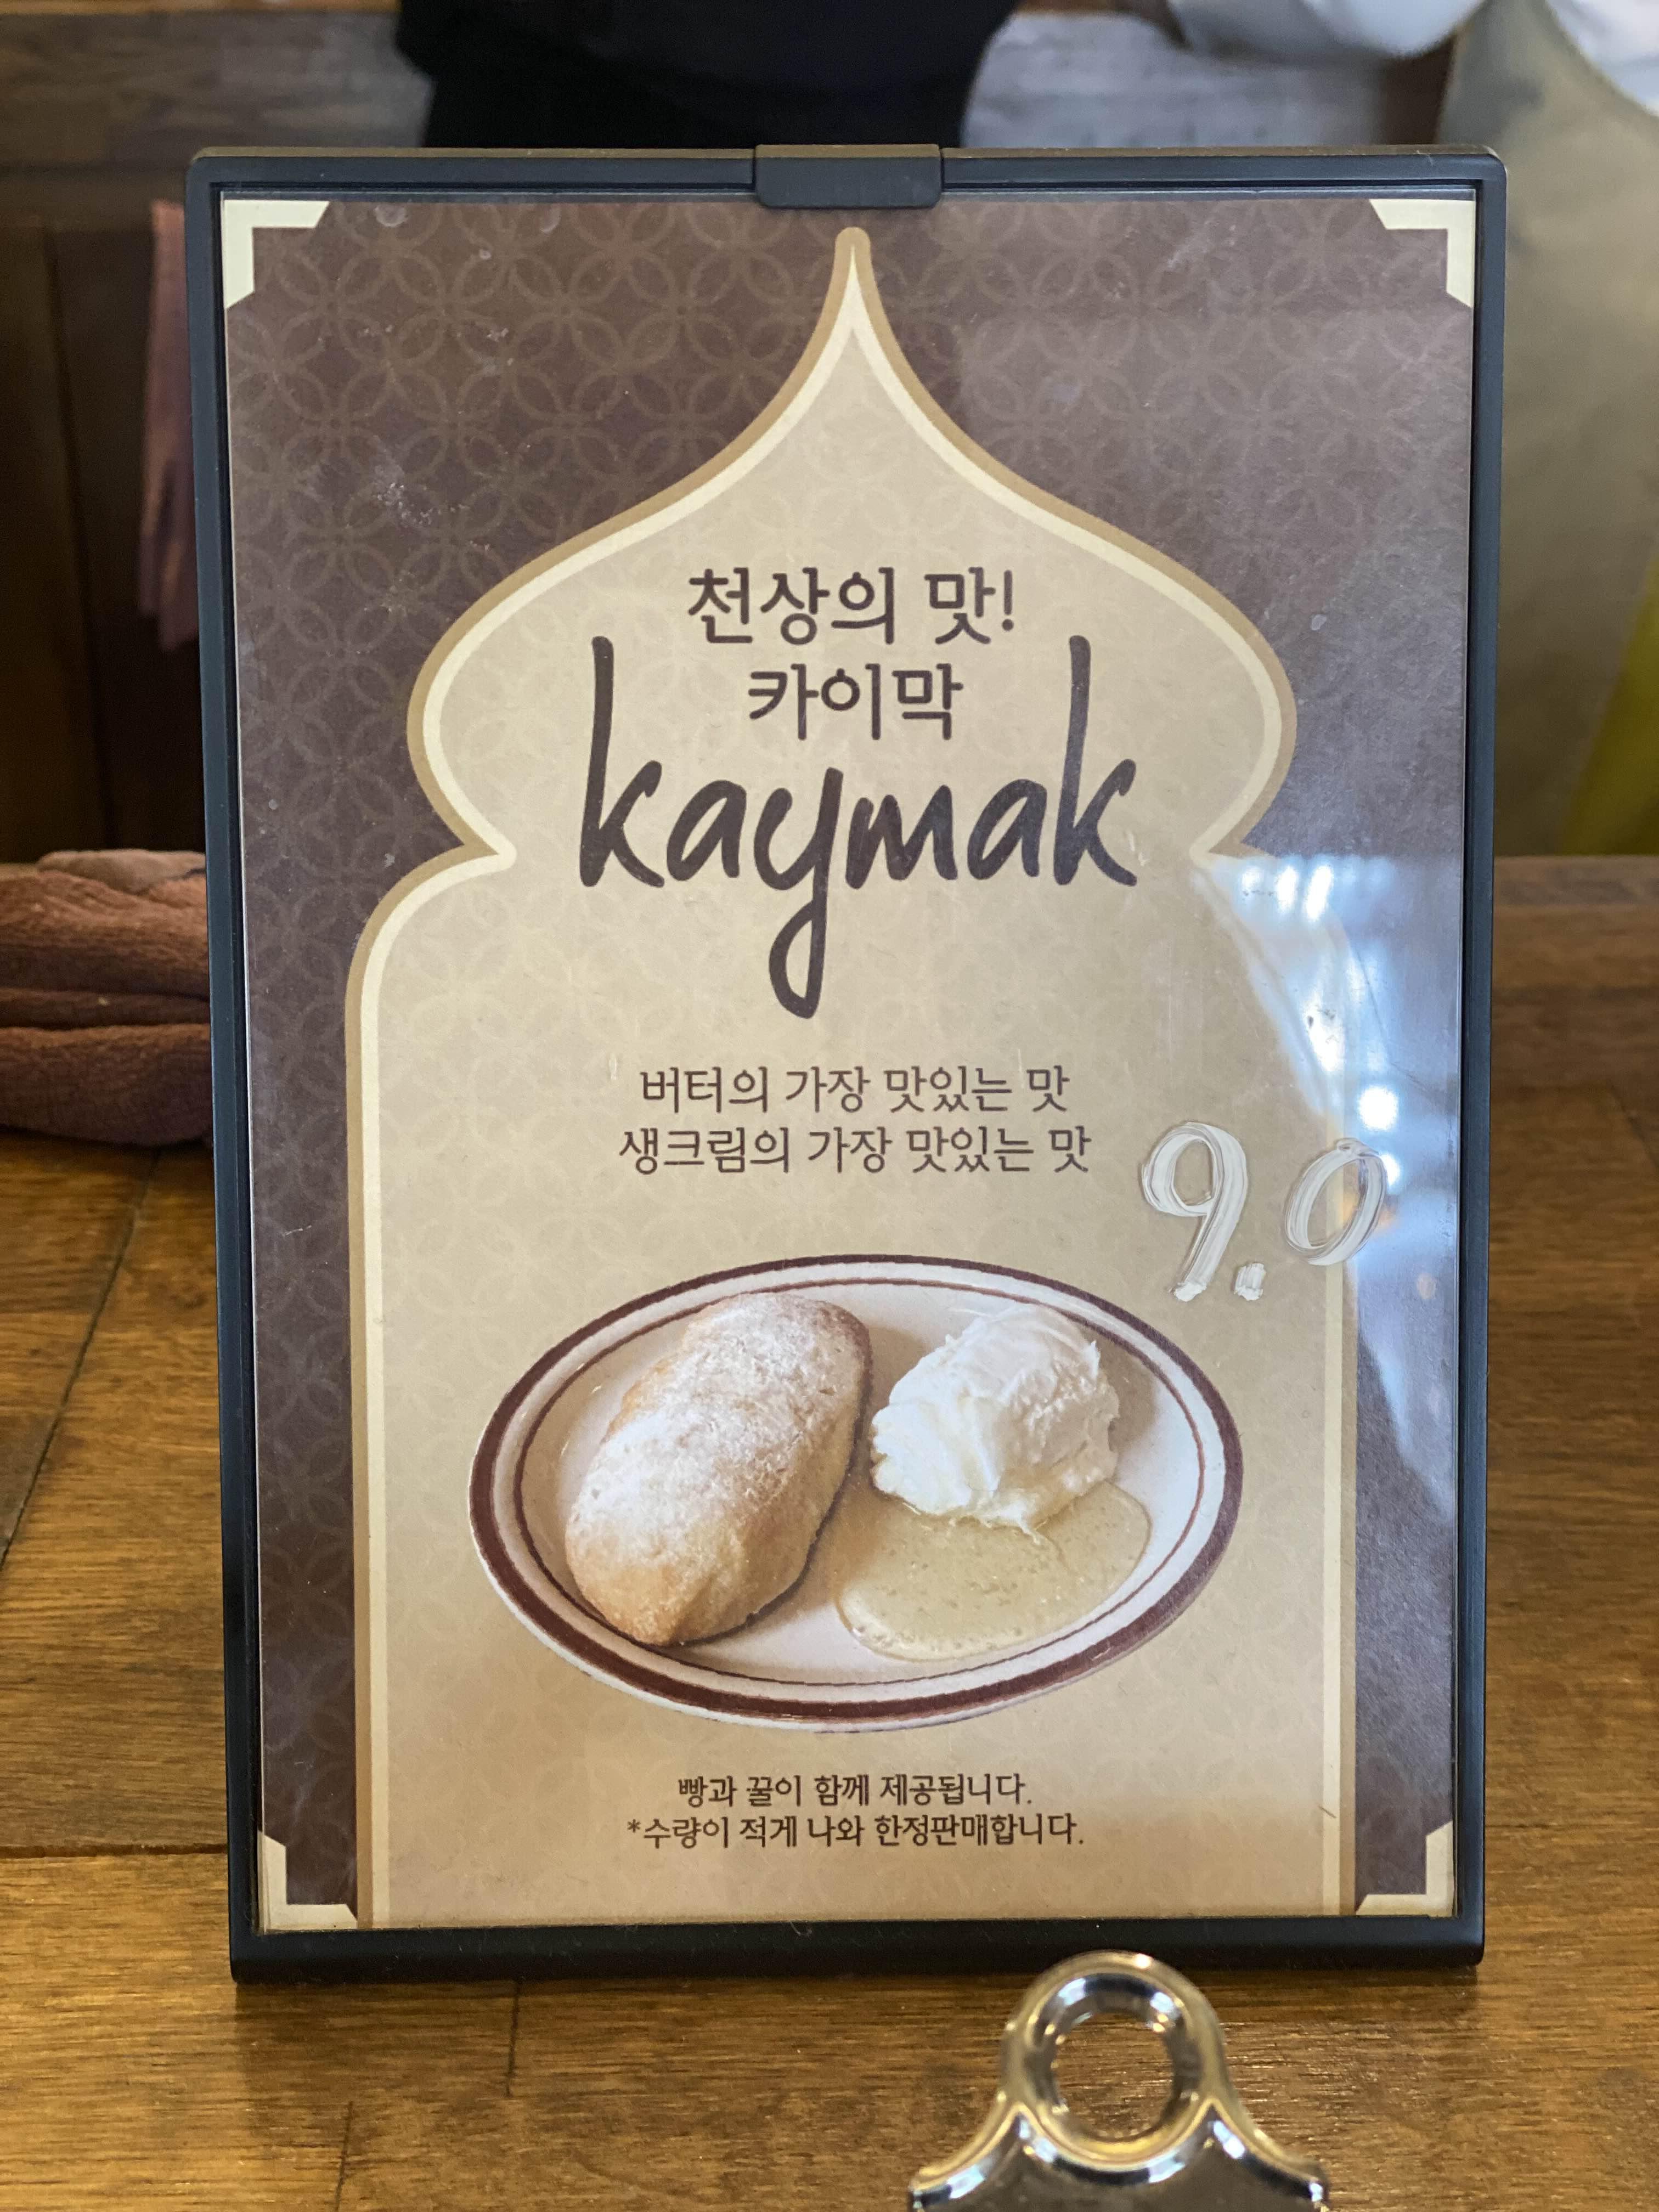 천상의 맛!
카이막
kaymak
버터의 가장 맛있는 맛
생크림의 가장 맛있는 맛
9.0
빵과 꿀이 함께 제공됩니다.
*수량이 적게 나와 한정판매합니다.